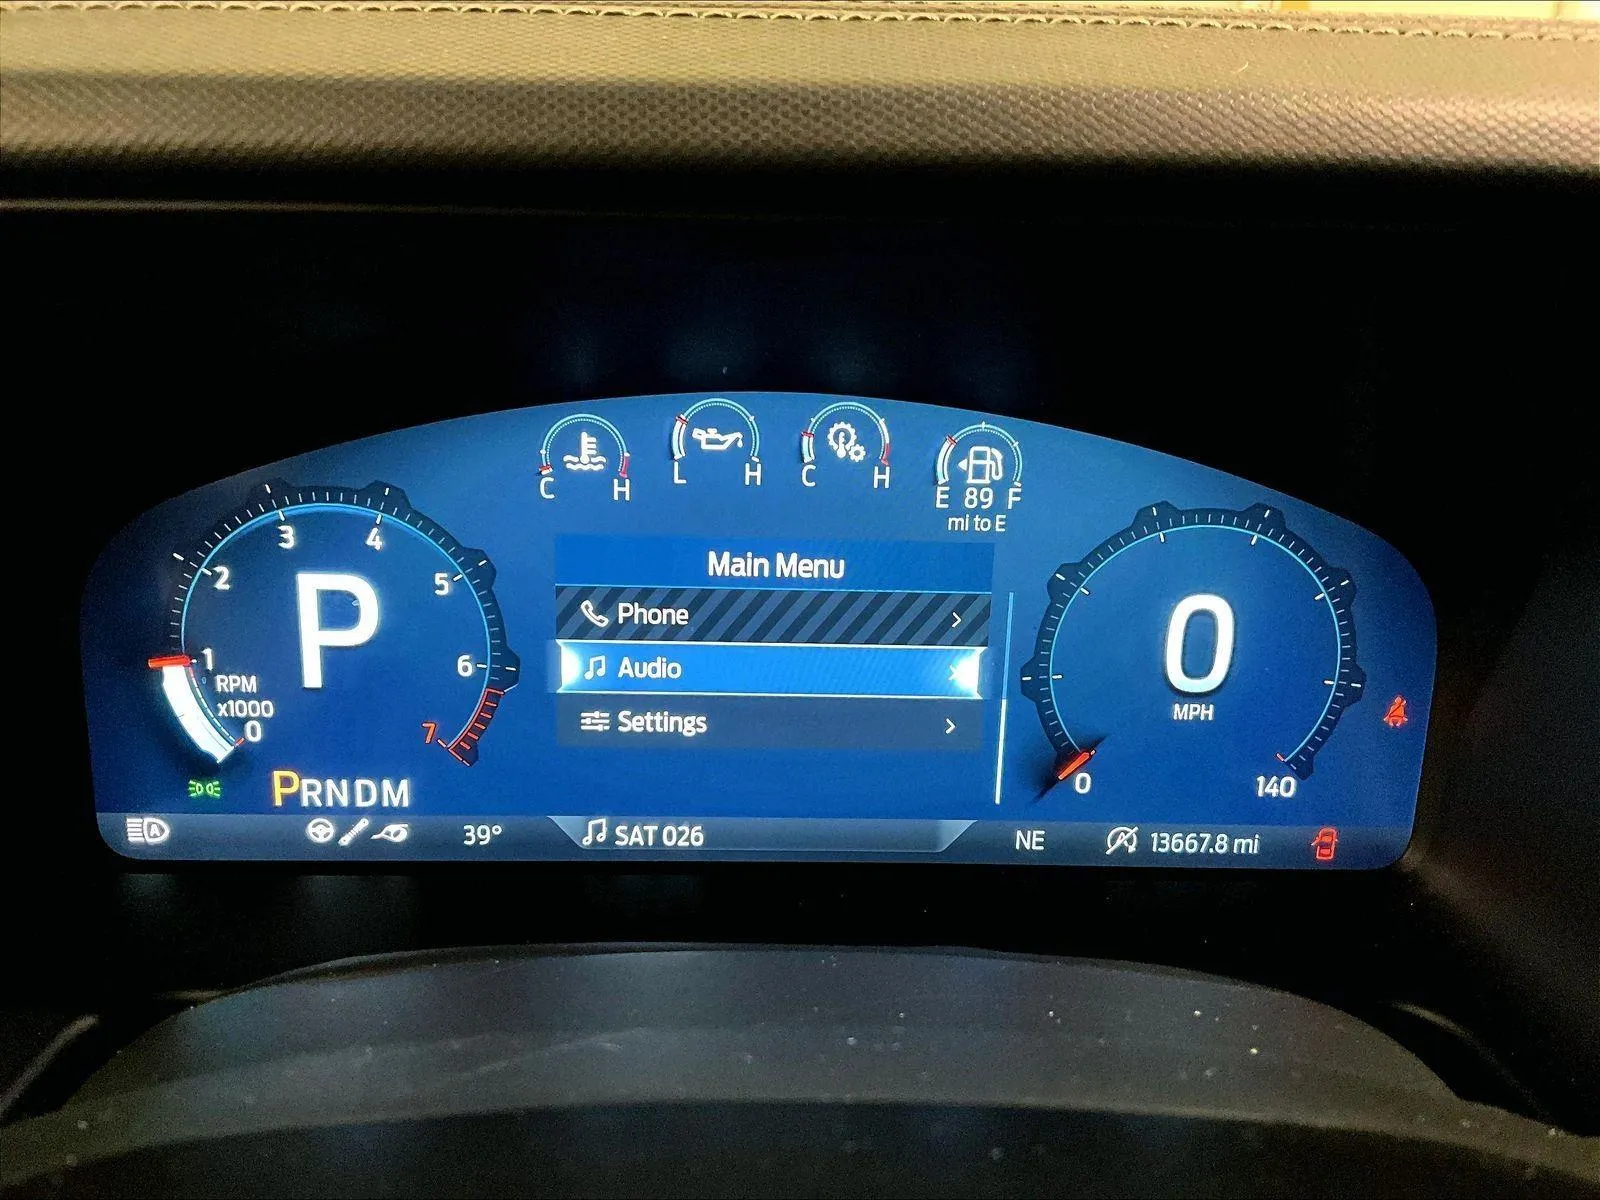 C H
L H
C H
E 89 F
mi to E
Main Menu
Phone
Audio
Settings
P
0
1
2
3
4
5
6
7
RPM
x1000
0
MPH
0
140
PRNDM
A
39°
SAT 026
NE
13667.8 mi